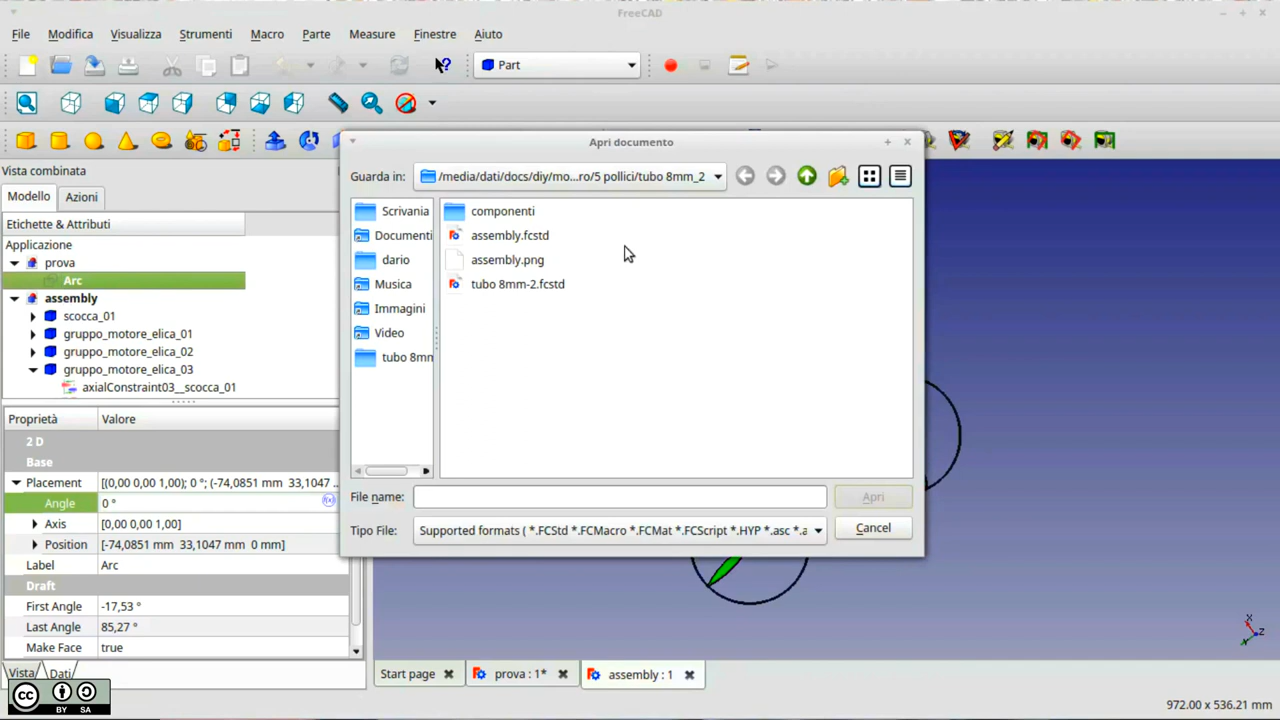 FreeCAD
File Modifica Visualizza Strumenti Macro Parte Measure Finestre Aiuto
Part
Vista combinata
Modello Azioni
Etichette & Attributi
Applicazione
prova
Arc
assembly
scocca_01
gruppo_motore_elica_01
gruppo_motore_elica_02
gruppo_motore_elica_03
axialConstraint03__scocca_01
Proprietà Valore
2 D
Base
Placement [(0,00 0,00 1,00); 0 °; (-74,0851 mm 33,1047 ...
Angle 0 °
Axis [0,00 0,00 1,00]
Position [-74,0851 mm 33,1047 mm 0 mm]
Label Arc
Draft
First Angle -17,53 °
Last Angle 85,27 °
Make Face true
Vista Dati
Apri documento
Guarda in: /media/dati/docs/diy/mo...ro/5 pollici/tubo 8mm_2
Scrivania
Documenti
dario
Musica
Immagini
Video
tubo 8mm
componenti
assembly.fcstd
assembly.png
tubo 8mm-2.fcstd
File name: Apri
Tipo File: Supported formats ( *.FCStd *.FCMacro *.FCMat *.FCScript *.HYP *.asc *.a Cancel
X
Z
Y
Start page prova : 1* assembly : 1
cc BY SA
972.00 x 536.21 mm